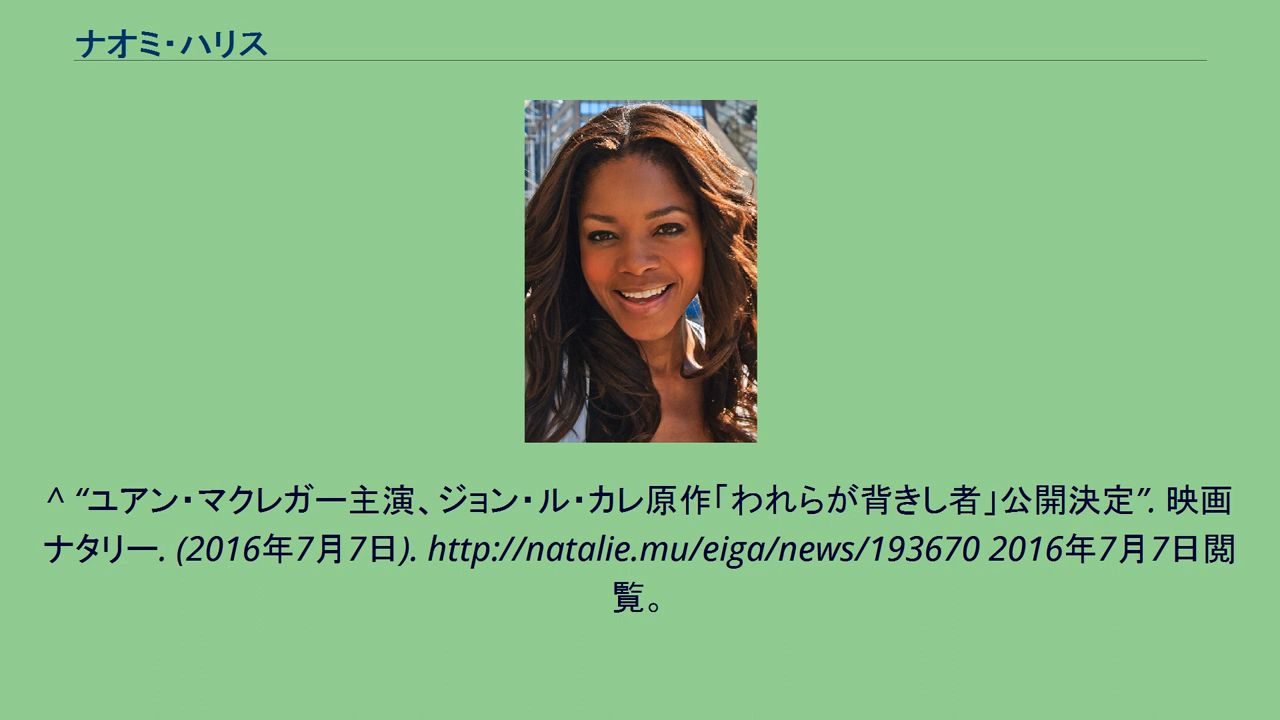 ナオミ・ハリス
^ “ユアン・マクレガー主演、ジョン・ル・カレ原作「われらが背きし者」公開決定”. 映画
ナタリー. (2016年7月7日). http://natalie.mu/eiga/news/193670 2016年7月7日閲
覧。